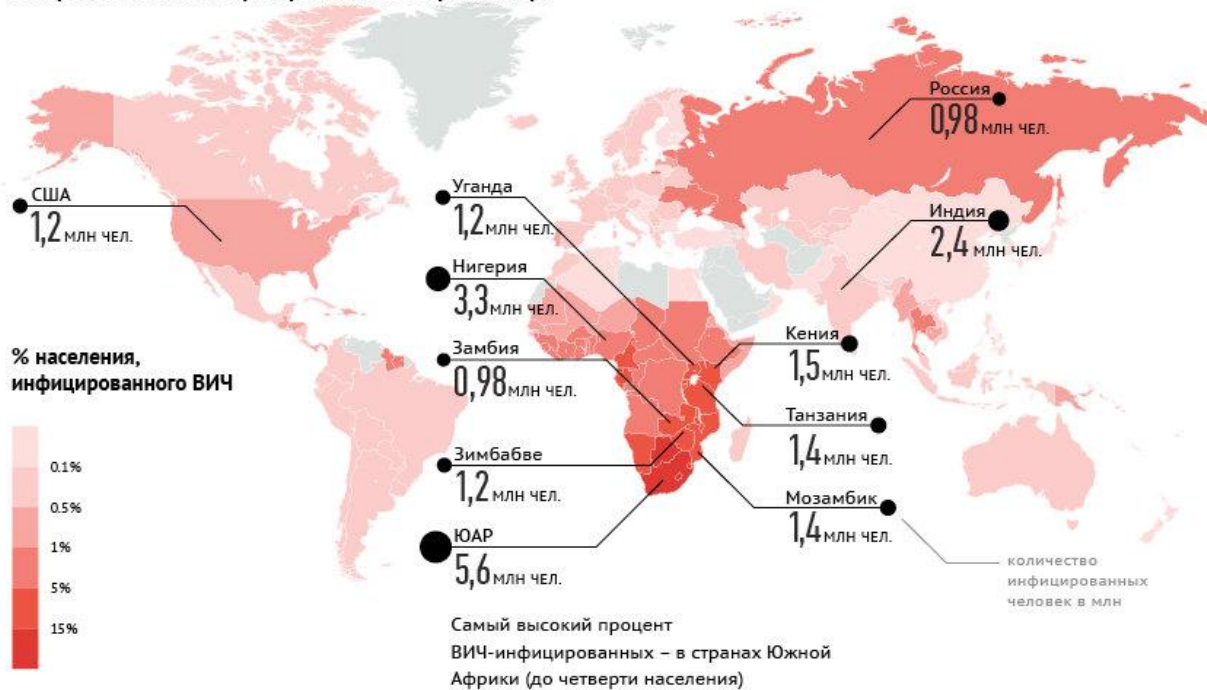 Россия
0,98 МЛН ЧЕЛ.
США
1,2 МЛН ЧЕЛ.
Уганда
1,2 МЛН ЧЕЛ.
Индия
2,4 МЛН ЧЕЛ.
Нигерия
3,3 МЛН ЧЕЛ.
Кения
1,5 МЛН ЧЕЛ.
Замбия
0,98 МЛН ЧЕЛ.
% населения,
инфицированного ВИЧ
Танзания
1,4 МЛН ЧЕЛ.
Зимбабве
1,2 МЛН ЧЕЛ.
Мозамбик
1,4 МЛН ЧЕЛ.
ЮАР
5,6 МЛН ЧЕЛ.
0.1%
0.5%
1%
5%
15%
количество
инфицированных
человек в млн
Самый высокий процент
ВИЧ-инфицированных – в странах Южной
Африки (до четверти населения)